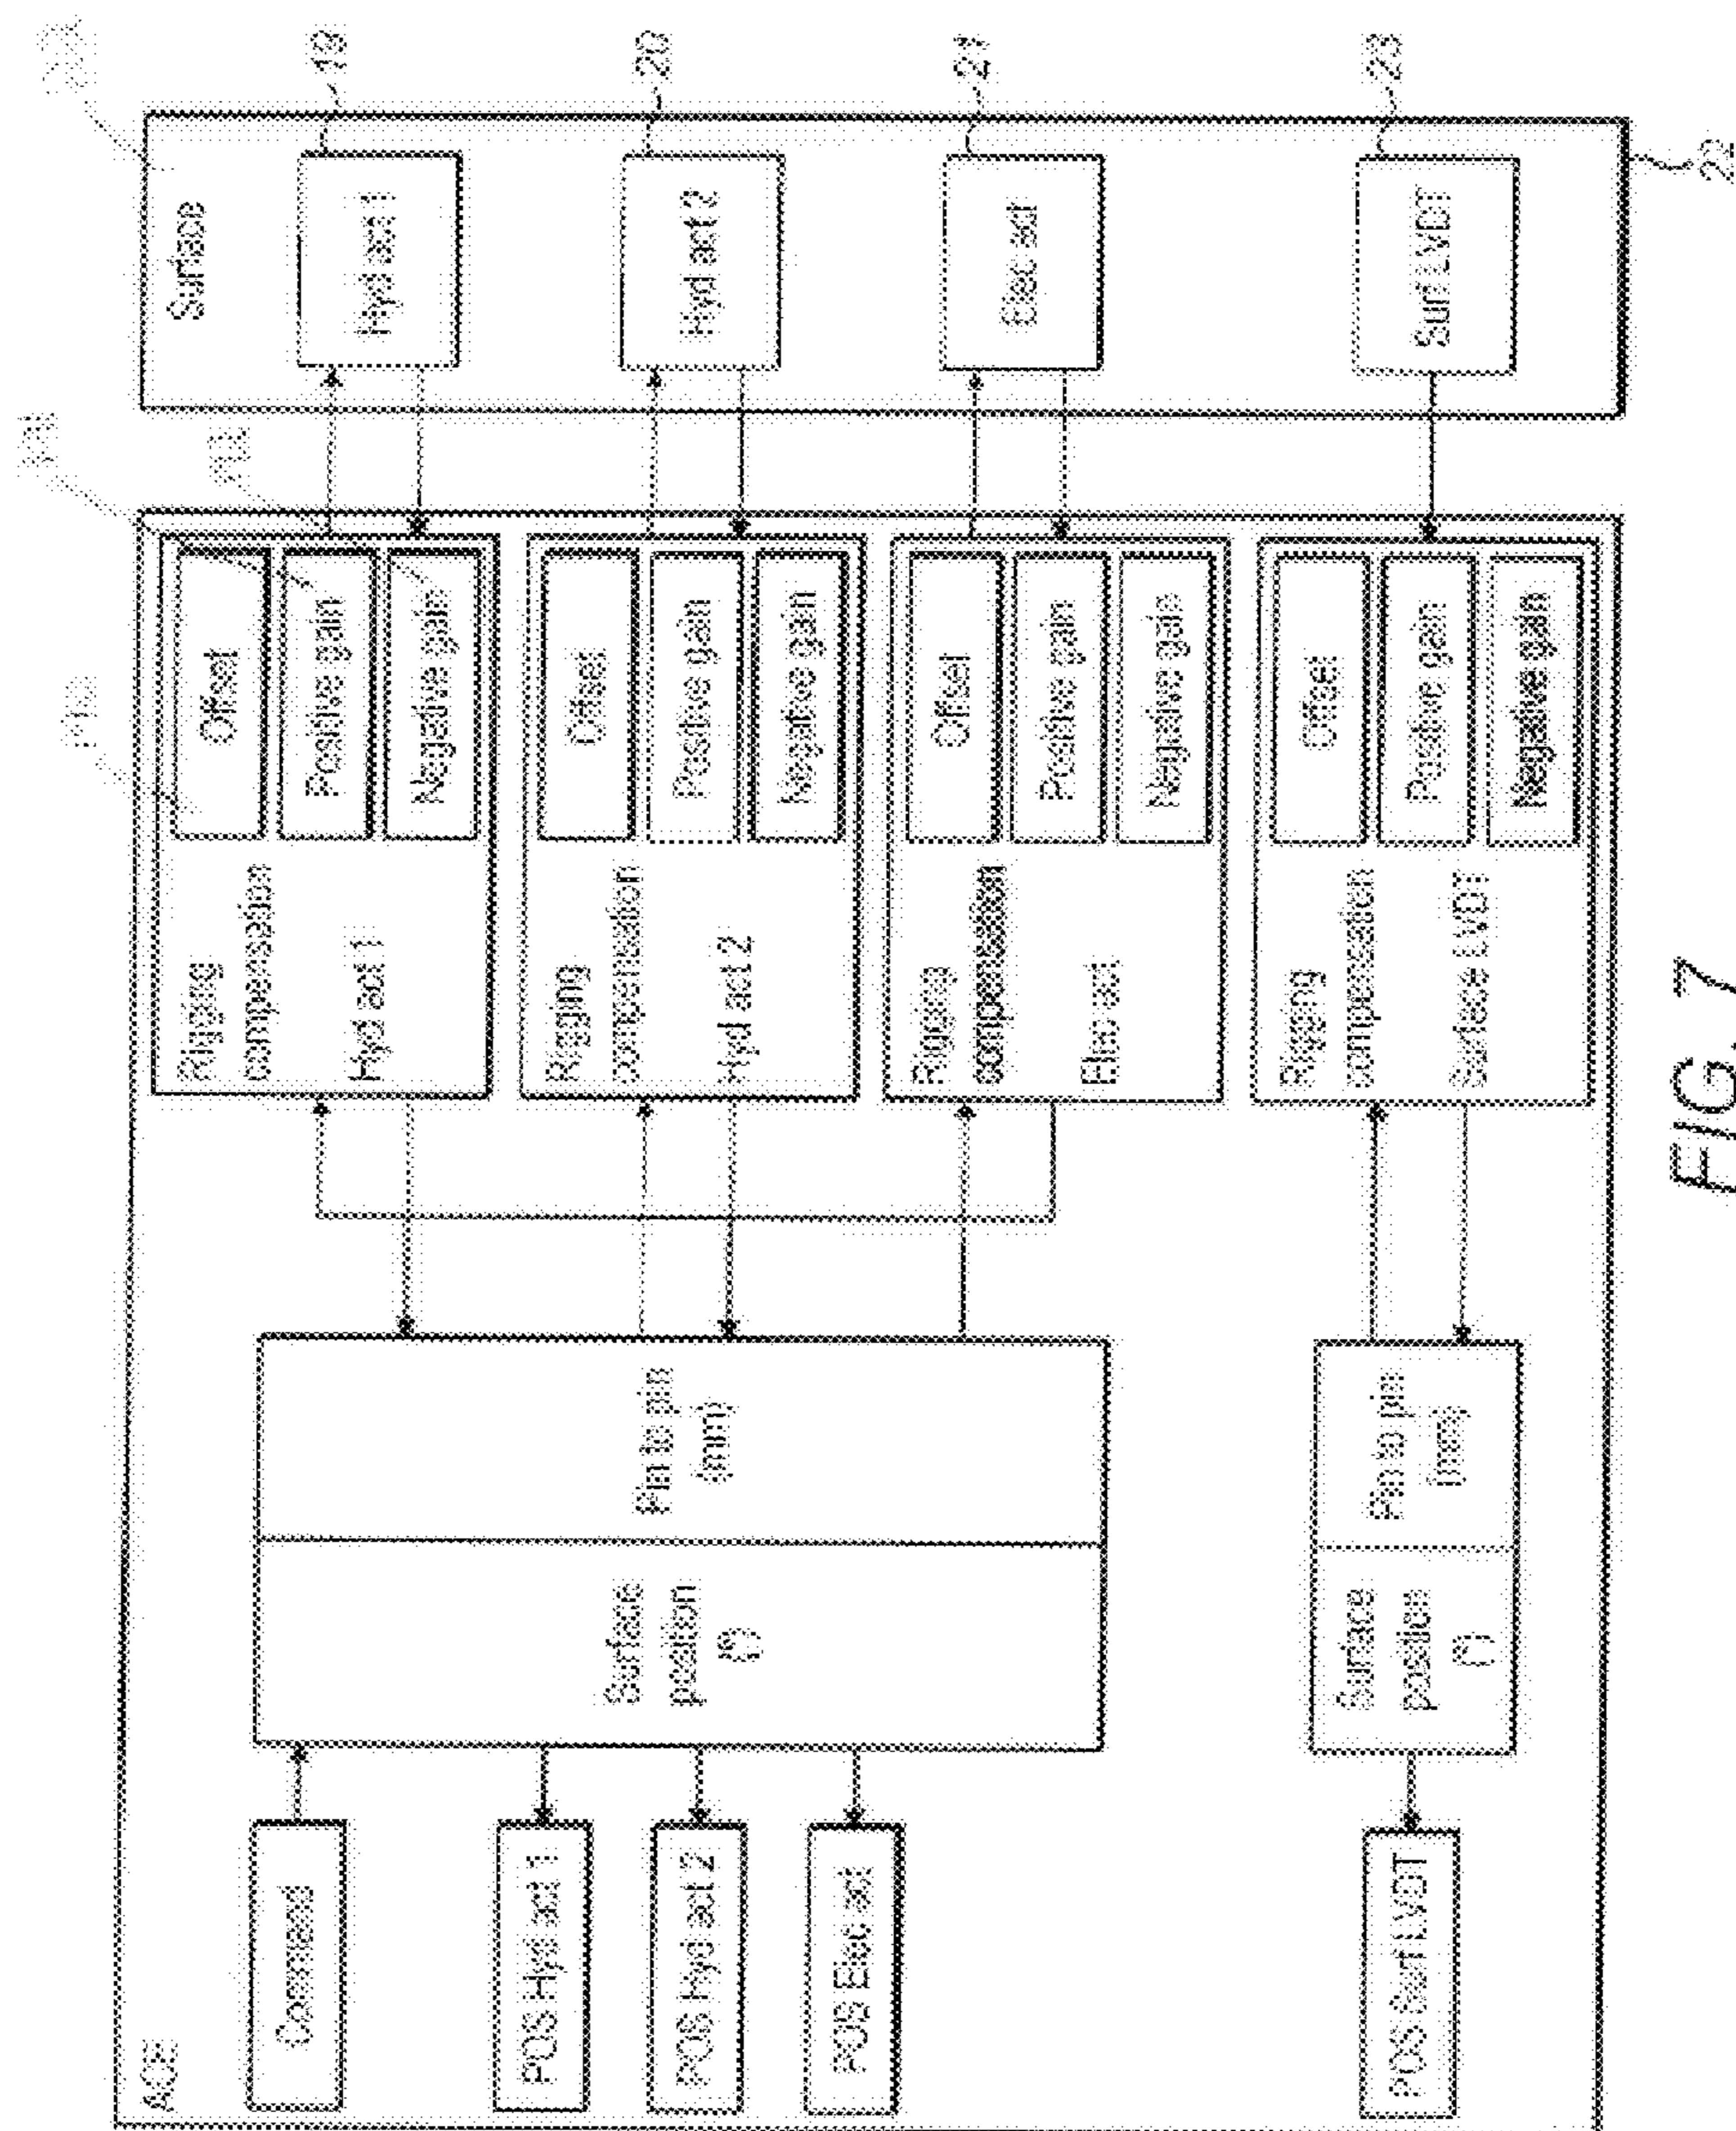 ACE
Command
POS Hyd act 1
POS Hyd act 2
POS Elec act
POS Surf LVDT
Surface
position
(°)
Pin to pin
(mm)
Surface
position
(°)
Pin to pin
(mm)
Rigging
compensation
Hyd act 1
Offset
Positive gain
Negative gain
Rigging
compensation
Hyd act 2
Offset
Positive gain
Negative gain
Rigging
compensation
Elec act
Offset
Positive gain
Negative gain
Rigging
compensation
Surface LVDT
Offset
Positive gain
Negative gain
Surface
Hyd act 1
Hyd act 2
Elec act
Surf LVDT
19
20
21
23
22
FIG. 7